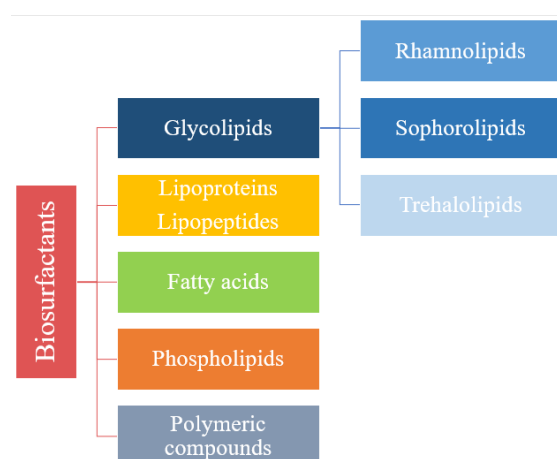 Biosurfactants
Glycolipids
Lipoproteins
Lipopeptides
Fatty acids
Phospholipids
Polymeric
compounds
Rhamnolipids
Sophorolipids
Trehalolipids